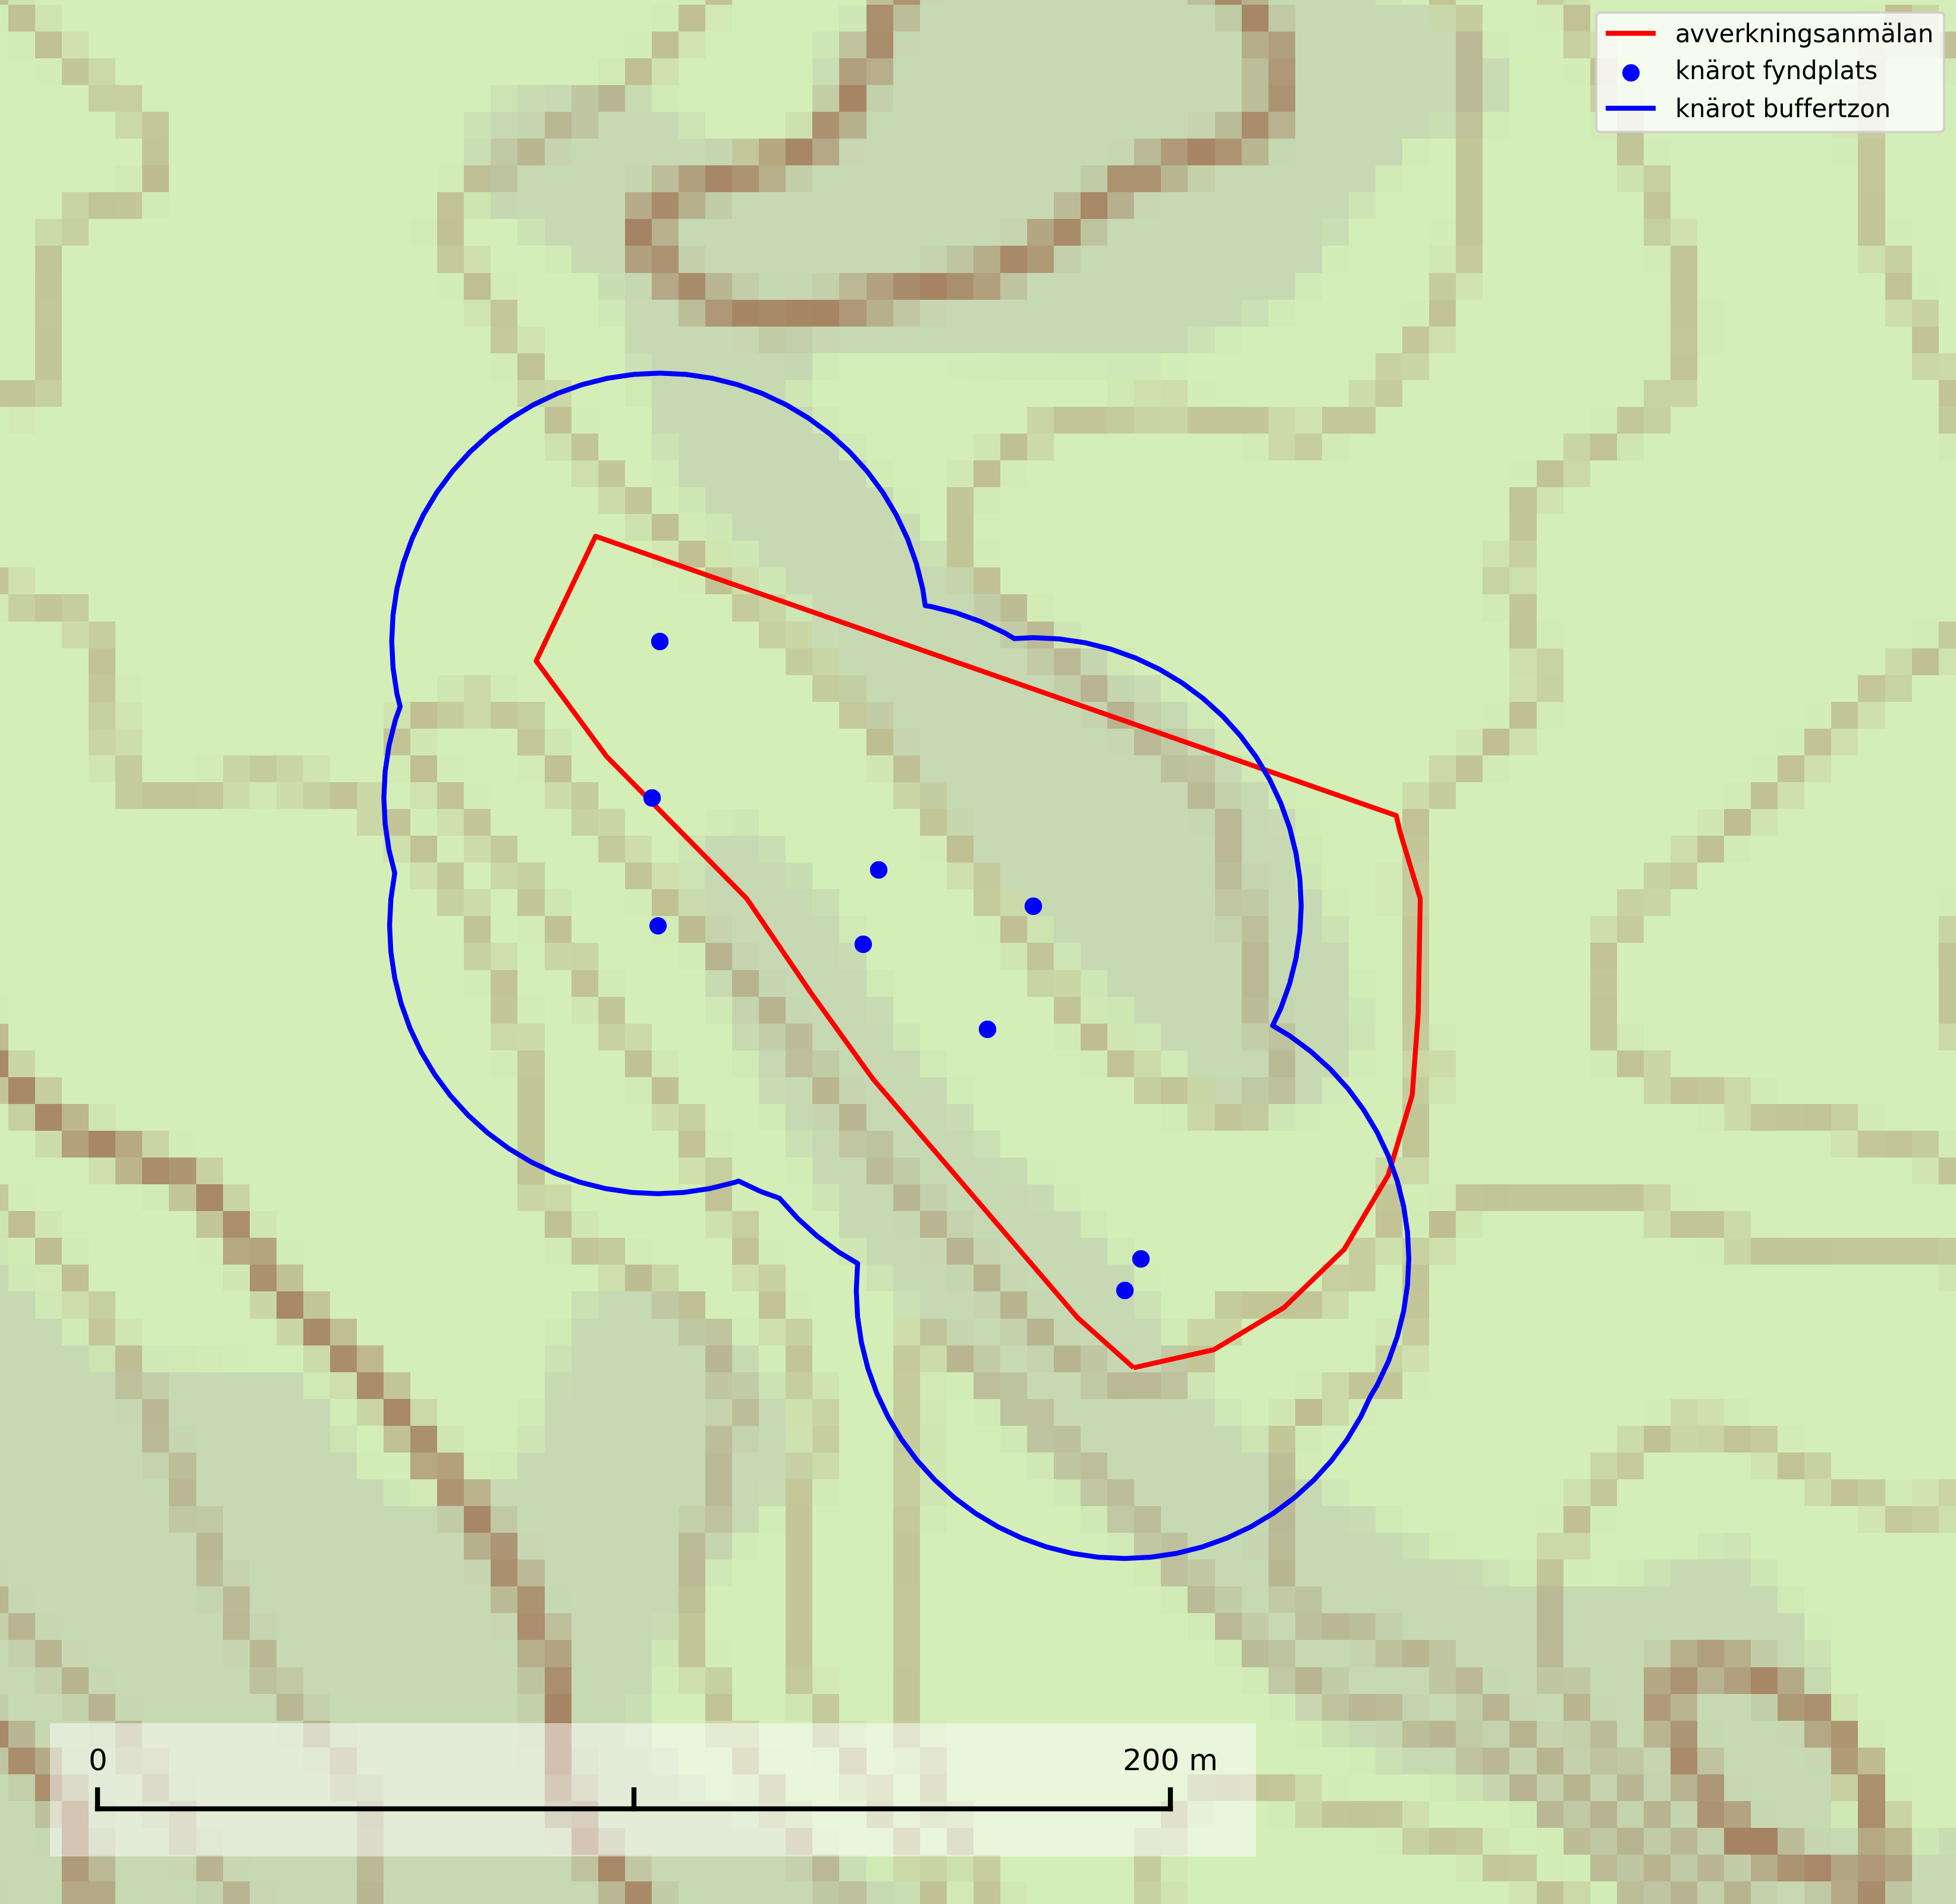 avverkningsanmälan
knärot fyndplats
knärot buffertzon
0 200 m